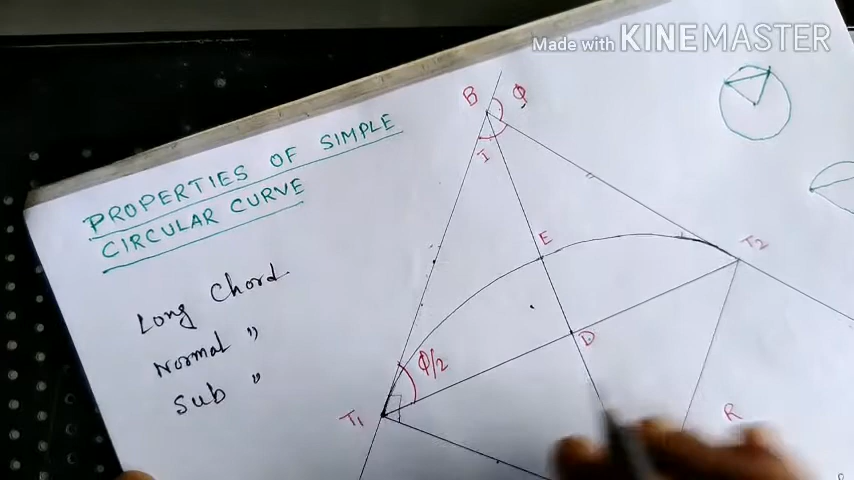 Made with KINEMASTER
PROPERTIES OF SIMPLE
CIRCULAR CURVE
Long Chord
Normal "
Sub "
B
Φ
I
E
T2
D
Φ/2
T1
R